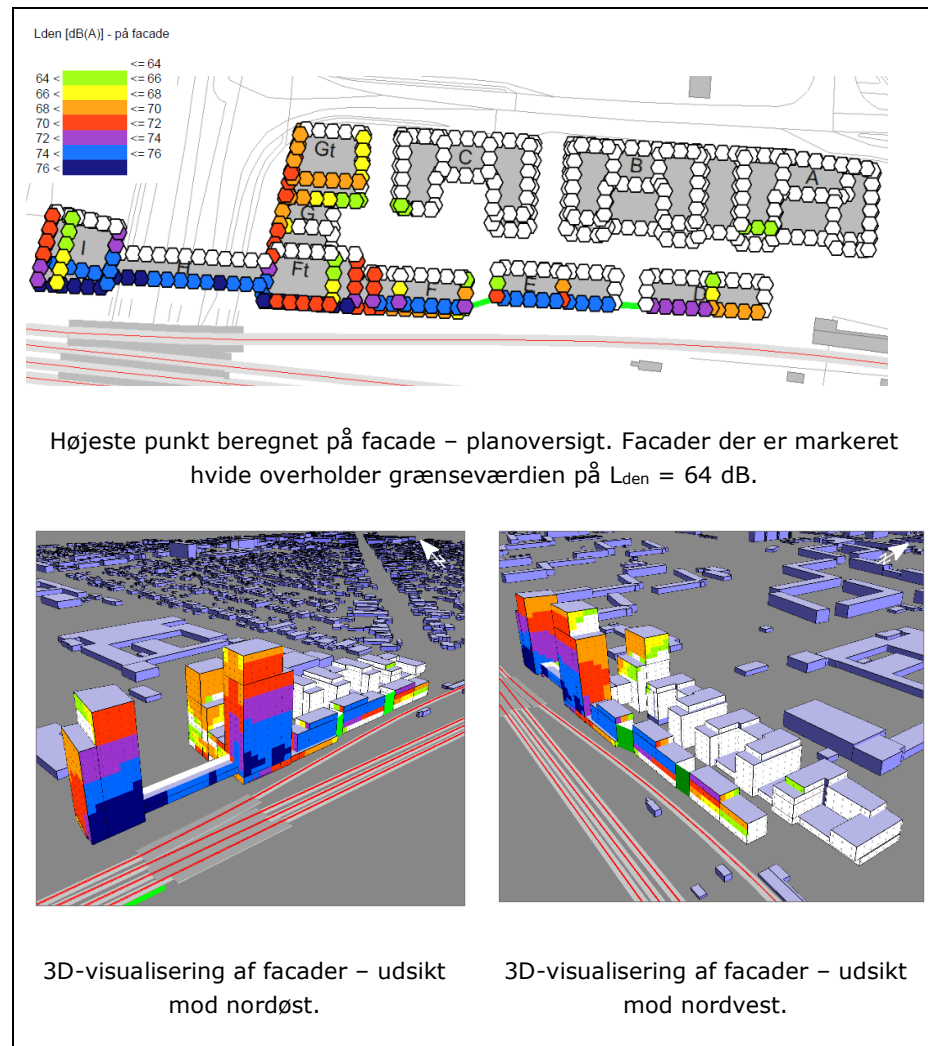 Lden [dB(A)] - på facade
<= 64
64 < <= 66
66 < <= 68
68 < <= 70
70 < <= 72
72 < <= 74
74 < <= 76
76 <
Gt
C
B
A
G
I
H
Ft
F
E
D
Højeste punkt beregnet på facade – planoversigt. Facader der er markeret
hvide overholder grænseværdien på Lden = 64 dB.
3D-visualisering af facader – udsikt
mod nordøst.
3D-visualisering af facader – udsikt
mod nordvest.